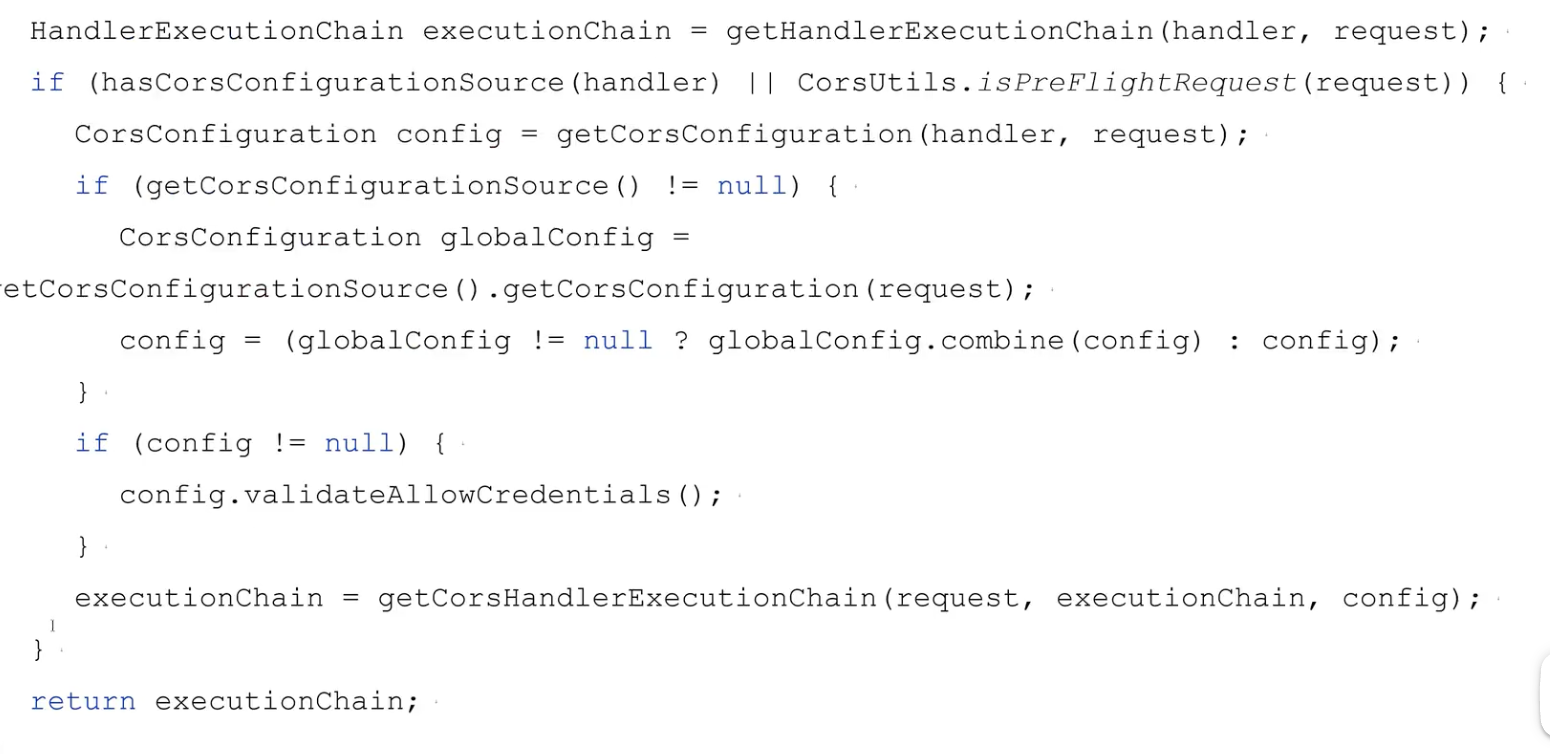 HandlerExecutionChain executionChain = getHandlerExecutionChain(handler, request);
if (hasCorsConfigurationSource(handler) || CorsUtils.isPreFlightRequest(request)) {
CorsConfiguration config = getCorsConfiguration(handler, request);
if (getCorsConfigurationSource() != null) {
CorsConfiguration globalConfig =
etCorsConfigurationSource().getCorsConfiguration(request);
config = (globalConfig != null ? globalConfig.combine(config) : config);
}
if (config != null) {
config.validateAllowCredentials();
}
executionChain = getCorsHandlerExecutionChain(request, executionChain, config);
}
return executionChain;